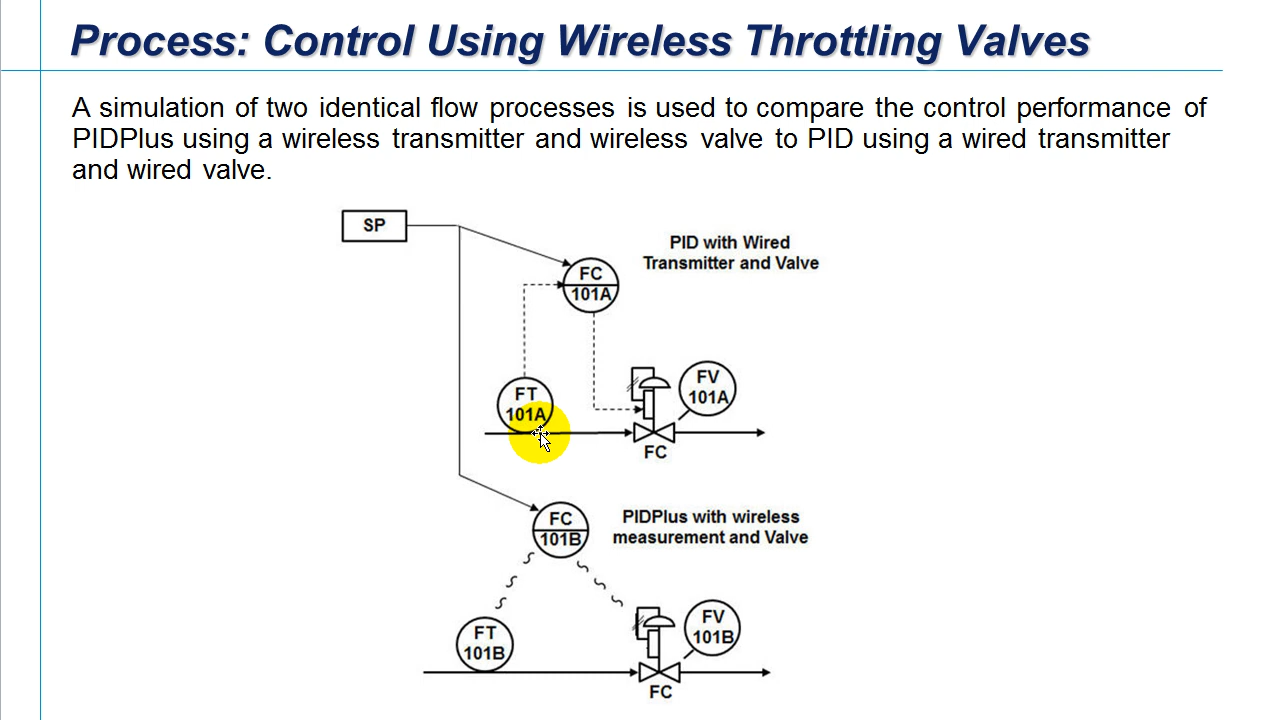 Process: Control Using Wireless Throttling Valves
A simulation of two identical flow processes is used to compare the control performance of
PIDPlus using a wireless transmitter and wireless valve to PID using a wired transmitter
and wired valve.
SP
PID with Wired
Transmitter and Valve
FC
101A
FT
101A
FV
101A
FC
FC
101B
PIDPlus with wireless
measurement and Valve
FT
101B
FV
101B
FC